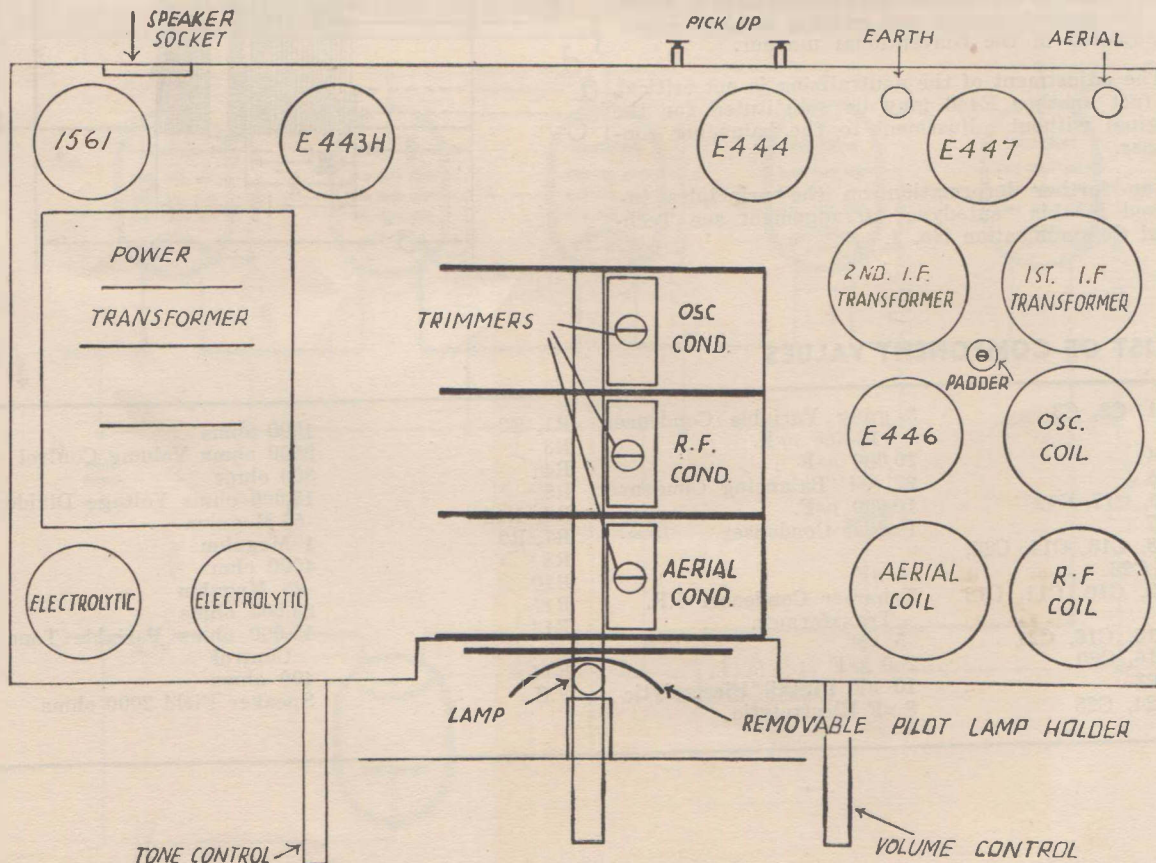 SPEAKER
SOCKET
PICK UP
EARTH
AERIAL
1561
E443H
E444
E447
POWER
TRANSFORMER
2ND. I.F.
TRANSFORMER
1ST. I.F
TRANSFORMER
TRIMMERS
OSC
COND.
PADDER
R.F.
COND.
E446
OSC.
COIL
AERIAL
COND.
ELECTROLYTIC
ELECTROLYTIC
AERIAL
COIL
R.F
COIL
LAMP
REMOVABLE PILOT LAMP HOLDER
TONE CONTROL
VOLUME CONTROL